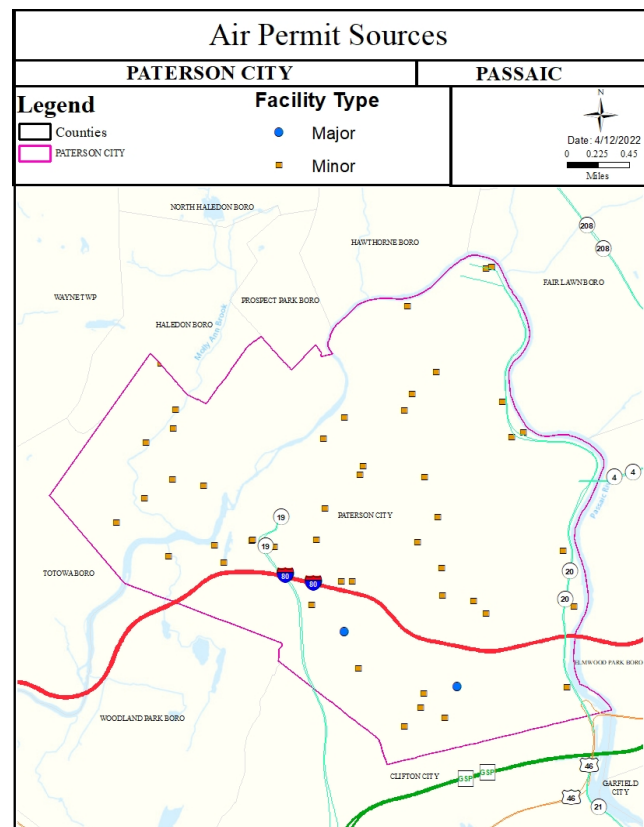 Air Permit Sources
PATERSON CITY
PASSAIC
Legend
Counties
PATERSON CITY
Facility Type
Major
Minor
N
Date: 4/12/2022
0 0.225 0.45
Miles
NORTH HALEDON BORO
HAWTHORNE BORO
208
208
FAIR LAWN BORO
WAYNE TWP
PROSPECT PARK BORO
HALEDON BORO
Molly Ann Brook
4
4
Passaic
19
PATERSON CITY
19
20
TOTOWA BORO
80
80
20
ELMWOOD PARK BORO
WOODLAND PARK BORO
CLIFTON CITY
GSP
GSP
46
GARFIELD
CITY
46
21